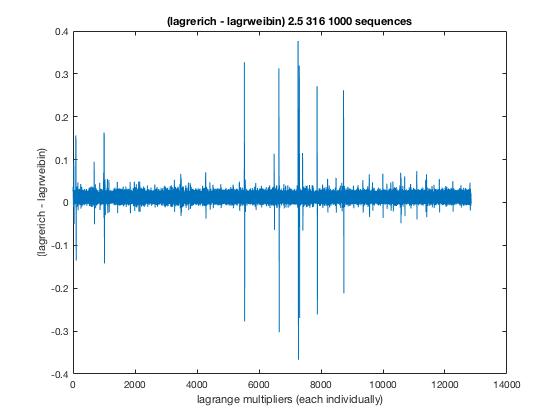 (lagrerich - lagrweibin) 2.5 316 1000 sequences
0.4
0.3
0.2
0.1
0
-0.1
-0.2
-0.3
-0.4
(lagrerich - lagrweibin)
0 2000 4000 6000 8000 10000 12000 14000
lagrange multipliers (each individually)